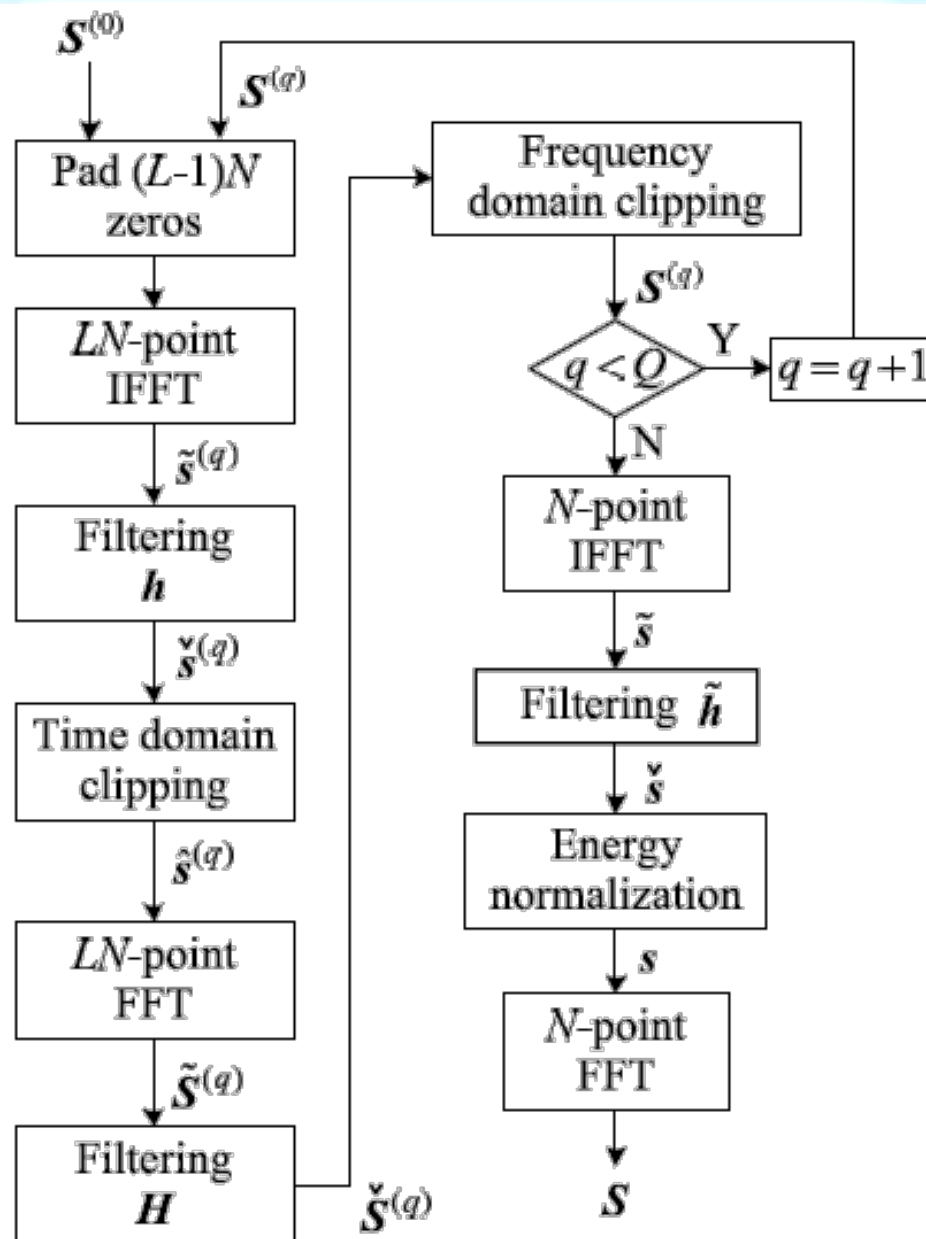 S^(0)
S^(q)
Pad (L-1)N
zeros
LN-point
IFFT
s̃^(q)
Filtering
h
š^(q)
Time domain
clipping
ŝ^(q)
LN-point
FFT
S̃^(q)
Filtering
H
Š^(q)
Frequency
domain clipping
S^(q)
q < Q
Y
q = q+1
N
N-point
IFFT
s̃
Filtering h̃
š
Energy
normalization
s
N-point
FFT
S